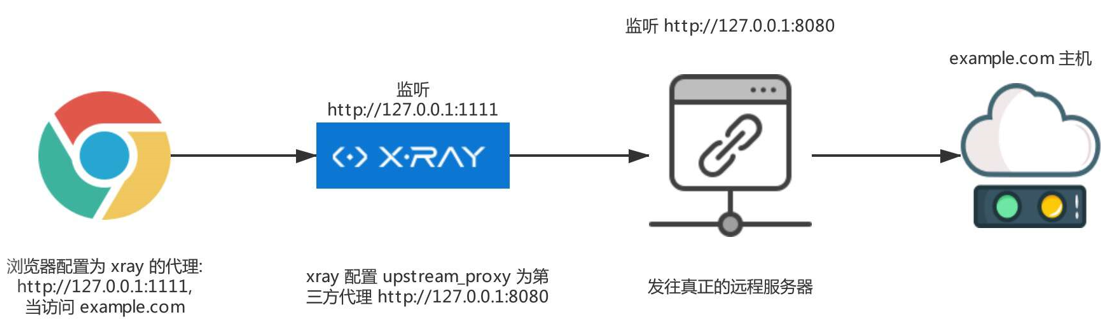 监听 http://127.0.0.1:8080
example.com 主机
监听
http://127.0.0.1:1111
X-RAY
浏览器配置为 xray 的代理:
http://127.0.0.1:1111,
当访问 example.com
xray 配置 upstream_proxy 为第
三方代理 http://127.0.0.1:8080
发往真正的远程服务器